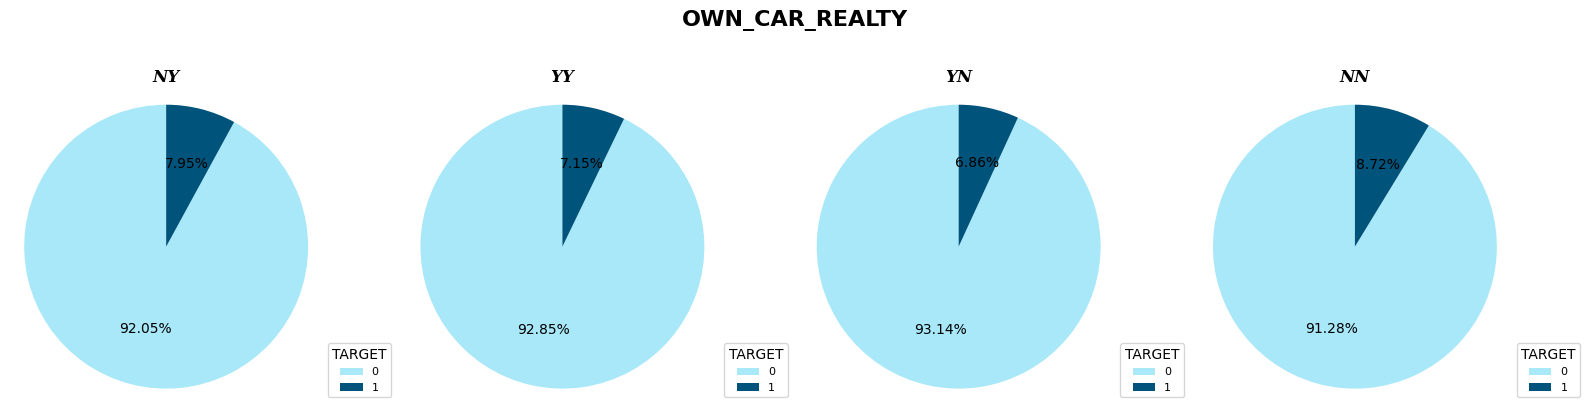 OWN_CAR_REALTY
NY
7.95%
92.05%
TARGET
0
1
YY
7.15%
92.85%
TARGET
0
1
YN
6.86%
93.14%
TARGET
0
1
NN
8.72%
91.28%
TARGET
0
1